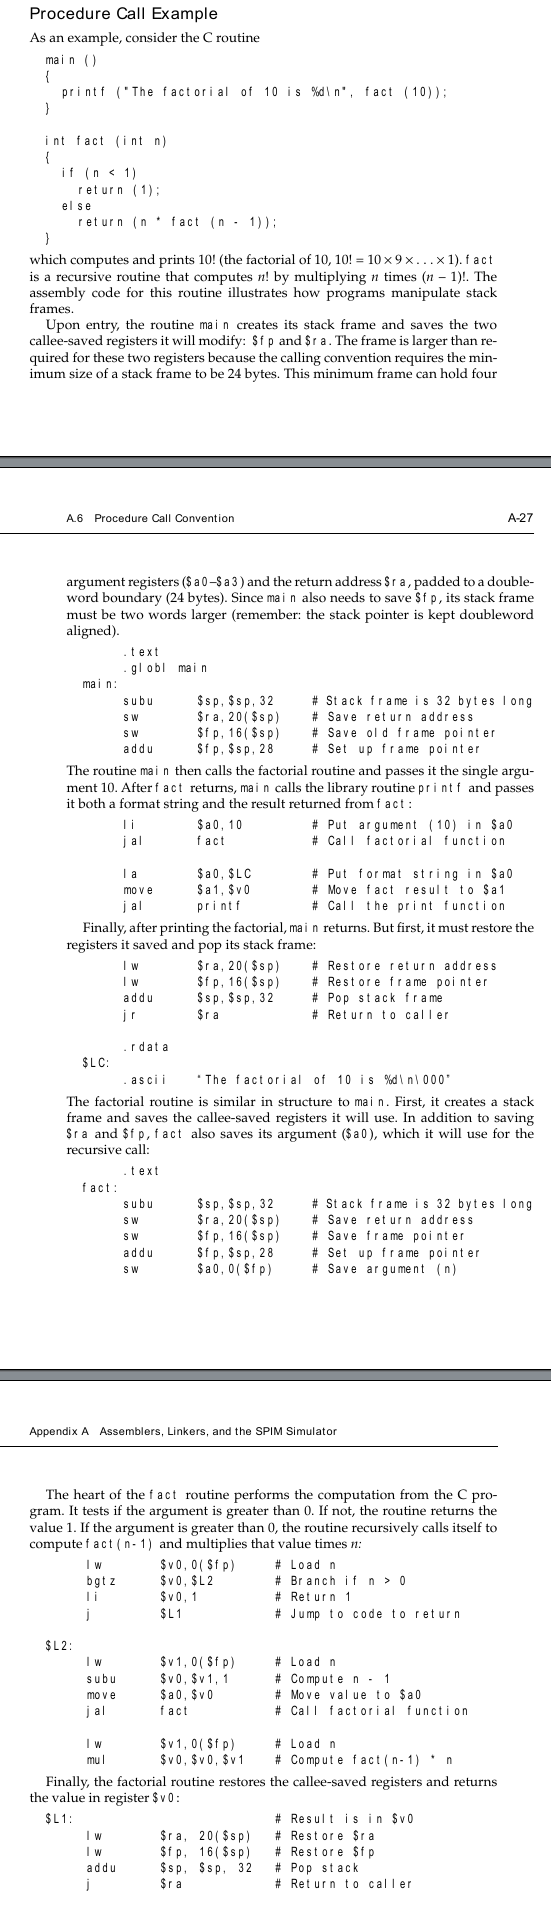 Procedure Call Example
As an example, consider the C routine
main ()
{
printf ("The factorial of 10 is %d\n", fact (10));
}
int fact (int n)
{
if (n < 1)
return (1);
else
return (n * fact (n - 1));
}
which computes and prints 10! (the factorial of 10, 10! = 10 × 9 × . . . × 1). fact
is a recursive routine that computes n! by multiplying n times (n – 1)!. The
assembly code for this routine illustrates how programs manipulate stack
frames.
Upon entry, the routine main creates its stack frame and saves the two
callee-saved registers it will modify: $fp and $ra. The frame is larger than re-
quired for these two registers because the calling convention requires the min-
imum size of a stack frame to be 24 bytes. This minimum frame can hold four
A.6 Procedure Call Convention A-27
argument registers ($a0–$a3) and the return address $ra, padded to a double-
word boundary (24 bytes). Since main also needs to save $fp, its stack frame
must be two words larger (remember: the stack pointer is kept doubleword
aligned).
.text
.globl main
main:
subu $sp,$sp,32 # Stack frame is 32 bytes long
sw $ra,20($sp) # Save return address
sw $fp,16($sp) # Save old frame pointer
addu $fp,$sp,28 # Set up frame pointer
The routine main then calls the factorial routine and passes it the single argu-
ment 10. After fact returns, main calls the library routine printf and passes
it both a format string and the result returned from fact:
li $a0,10 # Put argument (10) in $a0
jal fact # Call factorial function
la $a0,$LC # Put format string in $a0
move $a1,$v0 # Move fact result to $a1
jal printf # Call the print function
Finally, after printing the factorial, main returns. But first, it must restore the
registers it saved and pop its stack frame:
lw $ra,20($sp) # Restore return address
lw $fp,16($sp) # Restore frame pointer
addu $sp,$sp,32 # Pop stack frame
jr $ra # Return to caller
.rdata
$LC:
.ascii "The factorial of 10 is %d\n\000"
The factorial routine is similar in structure to main. First, it creates a stack
frame and saves the callee-saved registers it will use. In addition to saving
$ra and $fp, fact also saves its argument ($a0), which it will use for the
recursive call:
.text
fact:
subu $sp,$sp,32 # Stack frame is 32 bytes long
sw $ra,20($sp) # Save return address
sw $fp,16($sp) # Save frame pointer
addu $fp,$sp,28 # Set up frame pointer
sw $a0,0($fp) # Save argument (n)
Appendix A Assemblers, Linkers, and the SPIM Simulator
The heart of the fact routine performs the computation from the C pro-
gram. It tests if the argument is greater than 0. If not, the routine returns the
value 1. If the argument is greater than 0, the routine recursively calls itself to
compute fact(n-1) and multiplies that value times n:
lw $v0,0($fp) # Load n
bgtz $v0,$L2 # Branch if n > 0
li $v0,1 # Return 1
j $L1 # Jump to code to return
$L2:
lw $v1,0($fp) # Load n
subu $v0,$v1,1 # Compute n - 1
move $a0,$v0 # Move value to $a0
jal fact # Call factorial function
lw $v1,0($fp) # Load n
mul $v0,$v0,$v1 # Compute fact(n-1) * n
Finally, the factorial routine restores the callee-saved registers and returns
the value in register $v0:
$L1: # Result is in $v0
lw $ra, 20($sp) # Restore $ra
lw $fp, 16($sp) # Restore $fp
addu $sp, $sp, 32 # Pop stack
j $ra # Return to caller